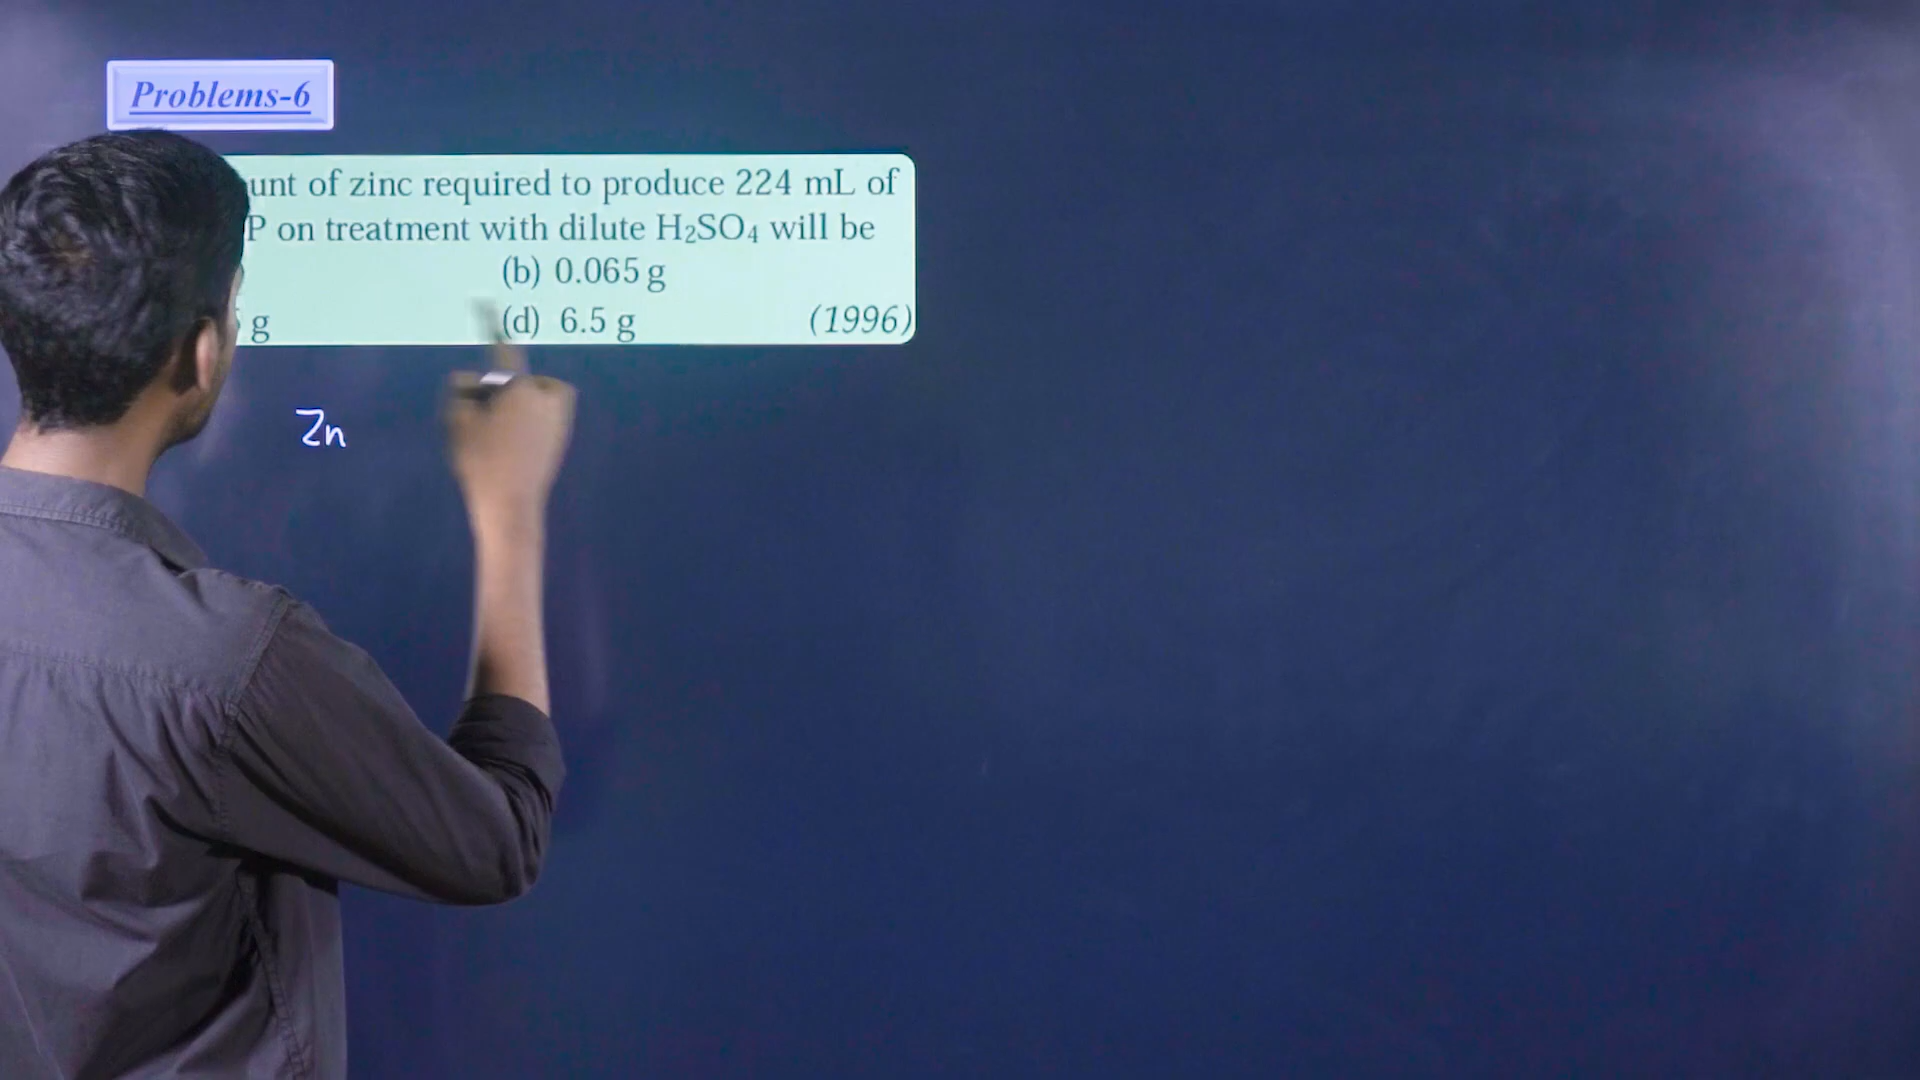 Problems-6
unt of zinc required to produce 224 mL of
P on treatment with dilute H₂SO₄ will be
(b) 0.065 g
g (d) 6.5 g (1996)
Zn